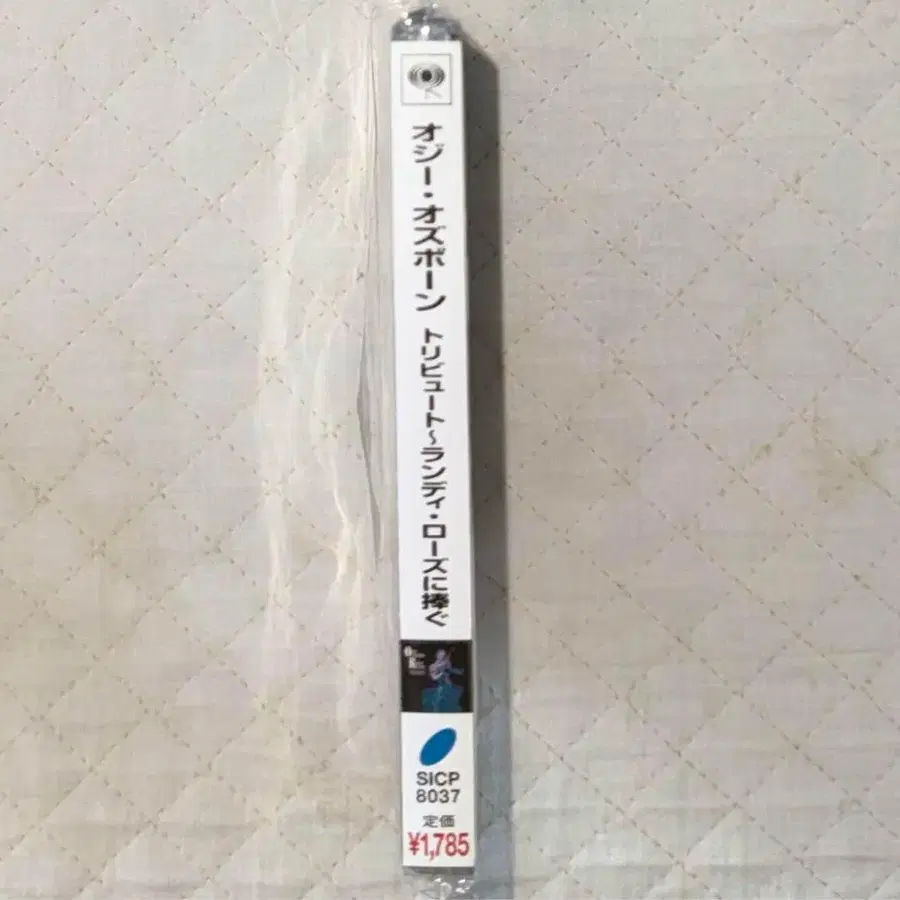 オジー・オズボーン
トリビュート~ランディ・ローズに捧ぐ
SICP
8037
定価
¥1,785